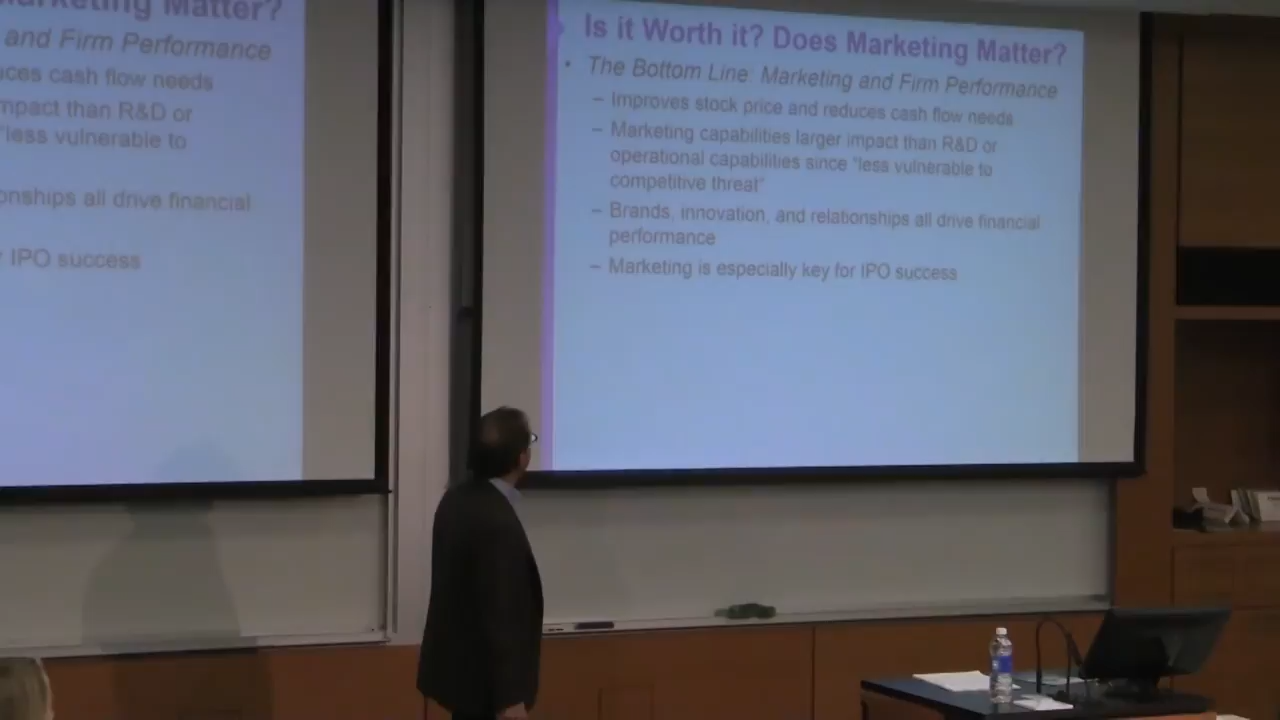 Marketing Matter?
and Firm Performance
uces cash flow needs
mpact than R&D or
"less vulnerable to
onships all drive financial
r IPO success
Is it Worth it? Does Marketing Matter?
• The Bottom Line: Marketing and Firm Performance
– Improves stock price and reduces cash flow needs
– Marketing capabilities larger impact than R&D or
operational capabilities since "less vulnerable to
competitive threat"
– Brands, innovation, and relationships all drive financial
performance
– Marketing is especially key for IPO success